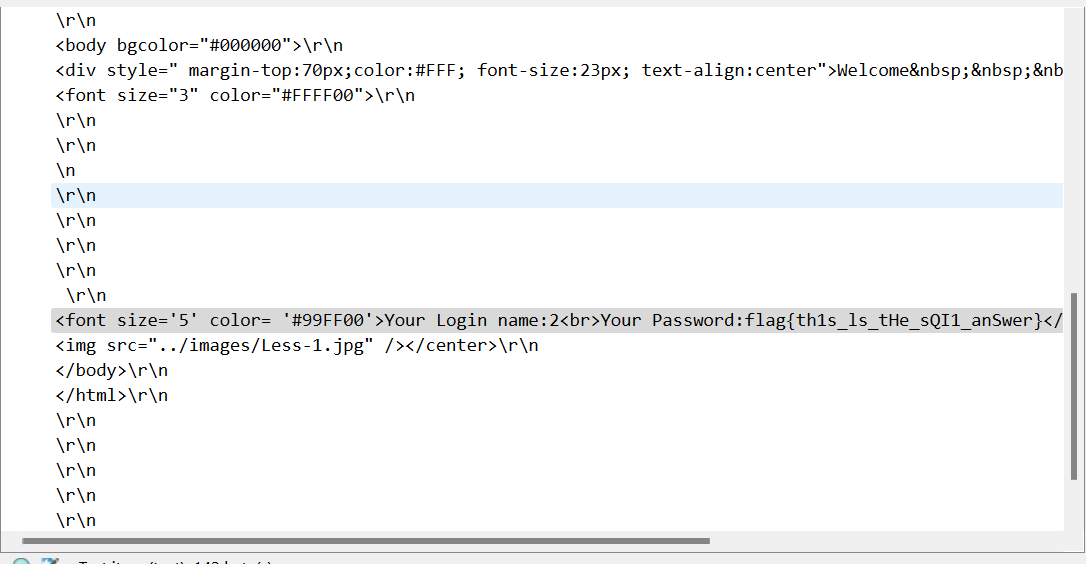 \r\n
<body bgcolor="#000000">\r\n
<div style=" margin-top:70px;color:#FFF; font-size:23px; text-align:center">Welcome&nbsp;&nbsp;&nb
<font size="3" color="#FFFF00">\r\n
\r\n
\r\n
\n
\r\n
\r\n
\r\n
\r\n
\r\n
<font size='5' color= '#99FF00'>Your Login name:2<br>Your Password:flag{th1s_ls_tHe_sQI1_anSwer}</
<img src="../images/Less-1.jpg" /></center>\r\n
</body>\r\n
</html>\r\n
\r\n
\r\n
\r\n
\r\n
\r\n